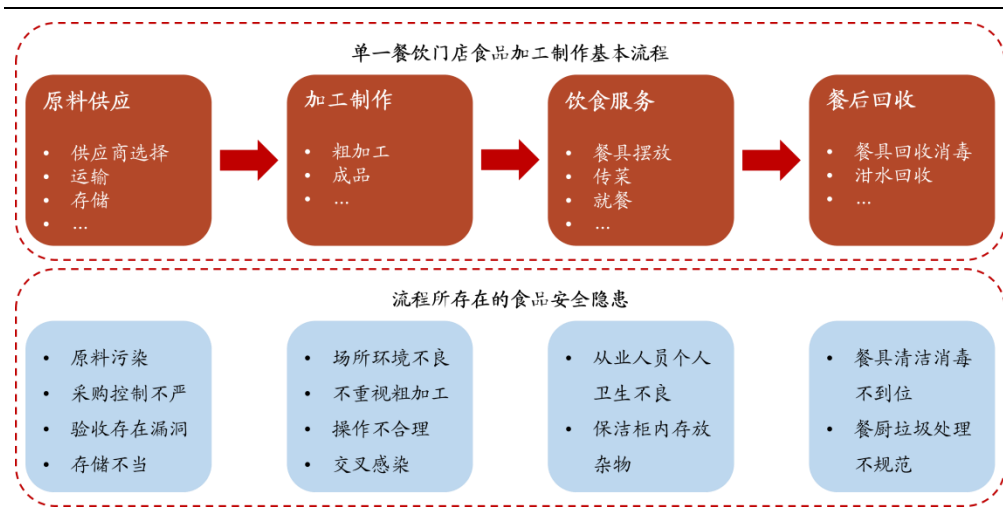 单一餐饮门店食品加工制作基本流程
原料供应
• 供应商选择
• 运输
• 存储
• …
加工制作
• 粗加工
• 成品
• …
饮食服务
• 餐具摆放
• 传菜
• 就餐
• …
餐后回收
• 餐具回收消毒
• 泔水回收
• …
流程所存在的食品安全隐患
• 原料污染
• 采购控制不严
• 验收存在漏洞
• 存储不当
• 场所环境不良
• 不重视粗加工
• 操作不合理
• 交叉感染
• 从业人员个人
卫生不良
• 保洁柜内存放
杂物
• 餐具清洁消毒
不到位
• 餐厨垃圾处理
不规范